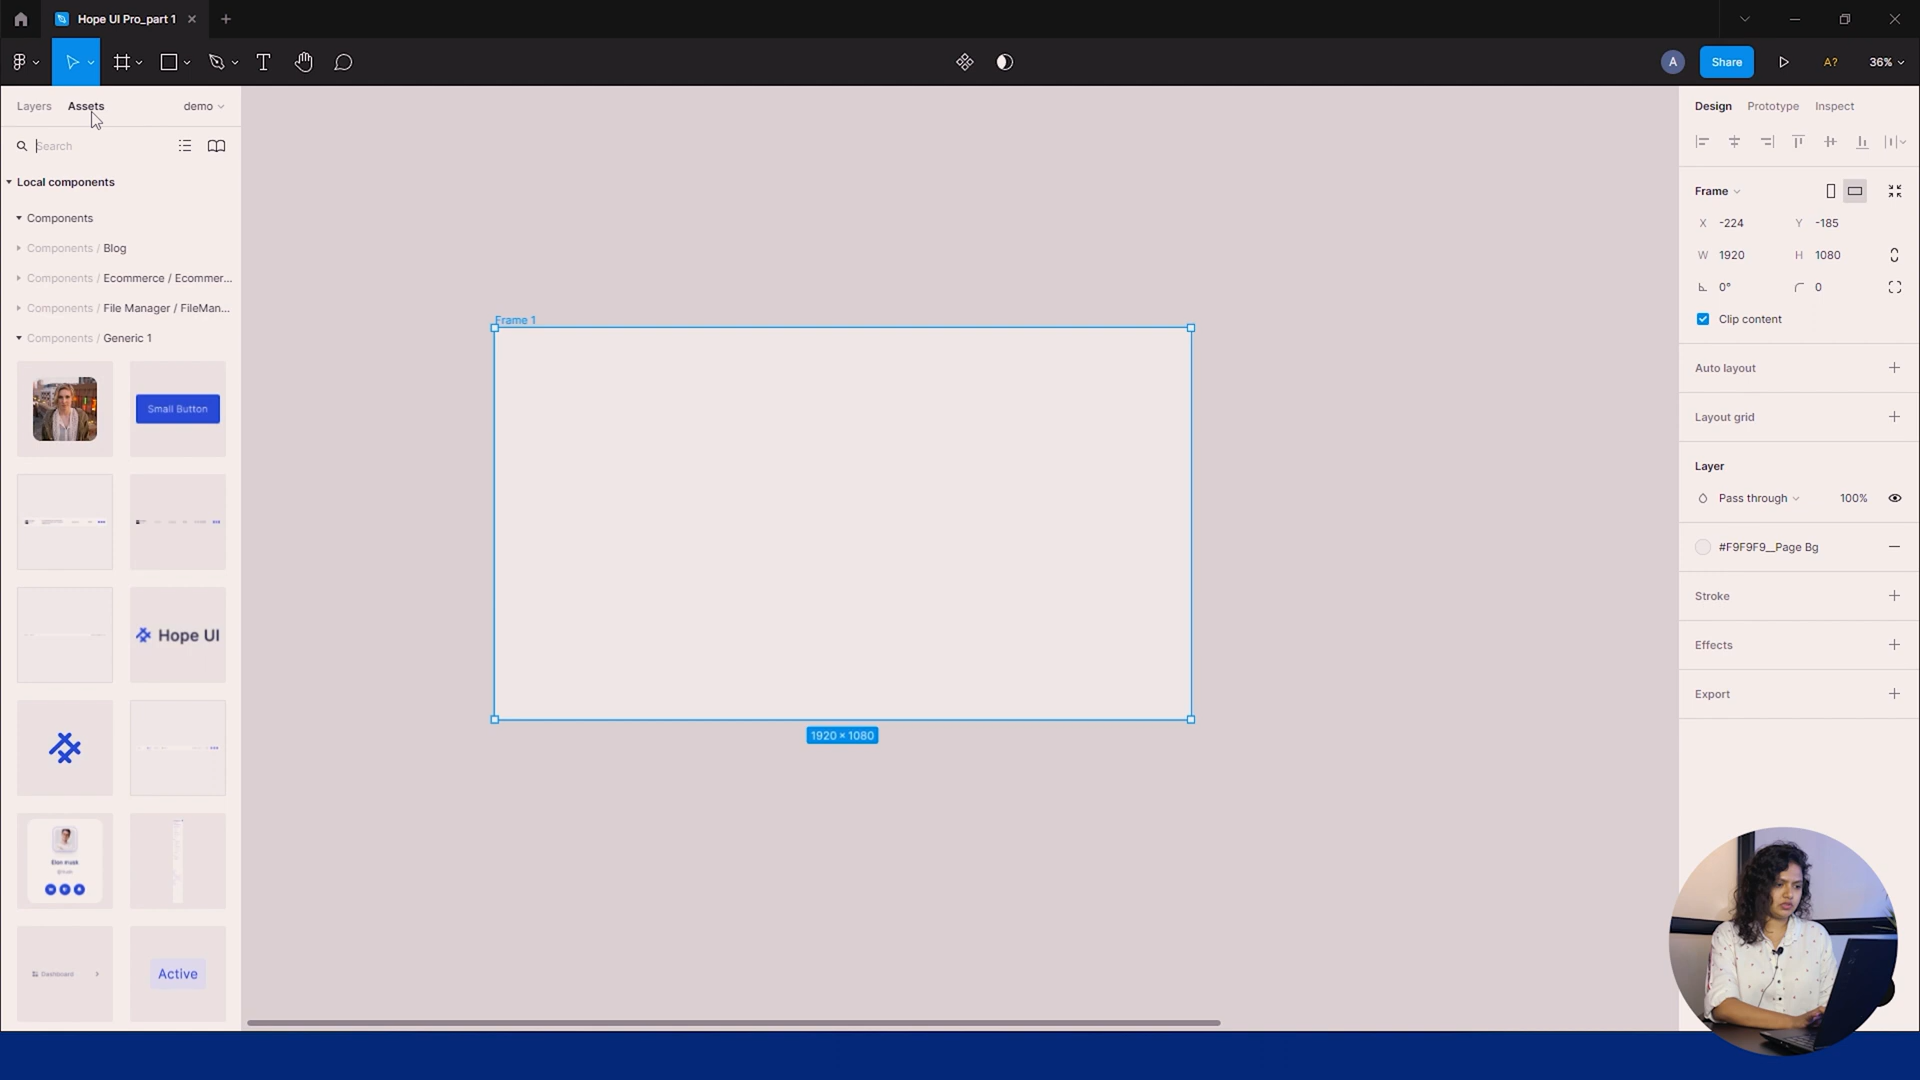 Hope UI Pro_part 1
A
Share
A?
36%
Layers
Assets
demo
Search
Local components
Components
Components / Blog
Components / Ecommerce / Ecommer...
Components / File Manager / FileMan...
Components / Generic 1
Small Button
Hope UI
Elon musk
Dashboard
Active
Frame 1
1920 × 1080
Design
Prototype
Inspect
Frame
X -224
Y -185
W 1920
H 1080
0°
0
Clip content
Auto layout
Layout grid
Layer
Pass through
100%
#F9F9F9__Page Bg
Stroke
Effects
Export